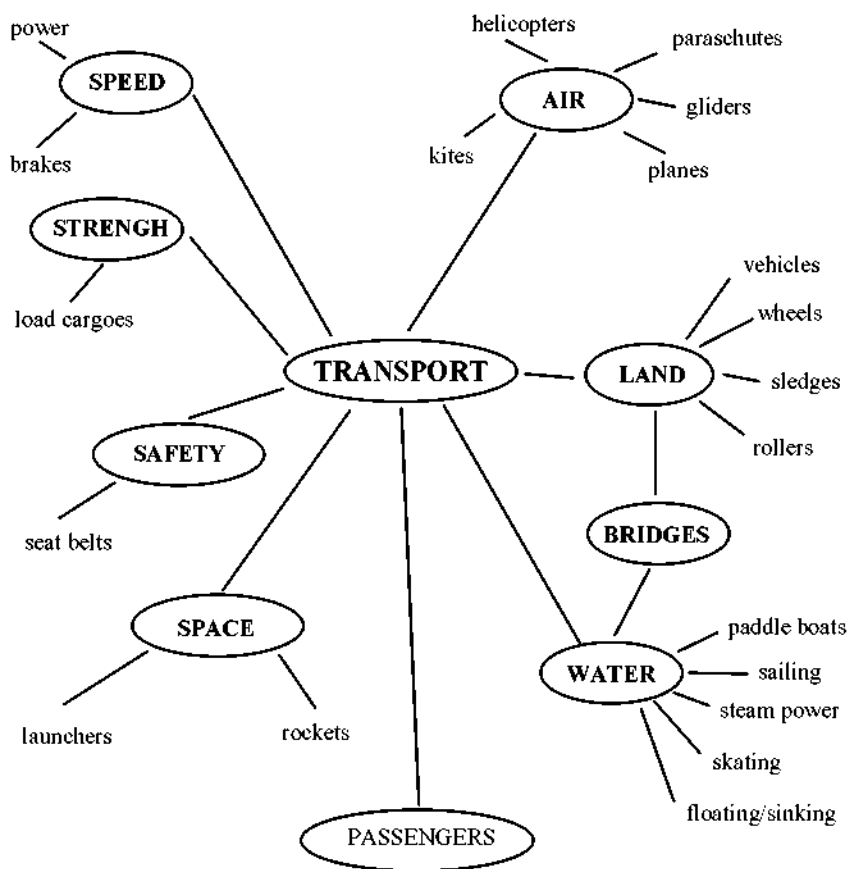 power
SPEED
brakes
helicopters
paraschutes
AIR
gliders
kites
planes
STRENGH
load cargoes
vehicles
wheels
TRANSPORT
LAND
sledges
rollers
SAFETY
seat belts
BRIDGES
SPACE
launchers
rockets
paddle boats
WATER
sailing
steam power
skating
floating/sinking
PASSENGERS